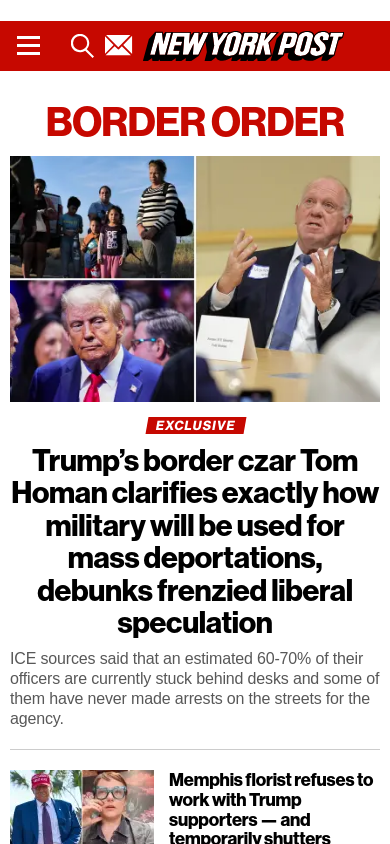 NEW YORK POST
BORDER ORDER
EXCLUSIVE
Trump’s border czar Tom
Homan clarifies exactly how
military will be used for
mass deportations,
debunks frenzied liberal
speculation
ICE sources said that an estimated 60-70% of their
officers are currently stuck behind desks and some of
them have never made arrests on the streets for the
agency.
Memphis florist refuses to
work with Trump
supporters — and
temporarily shutters